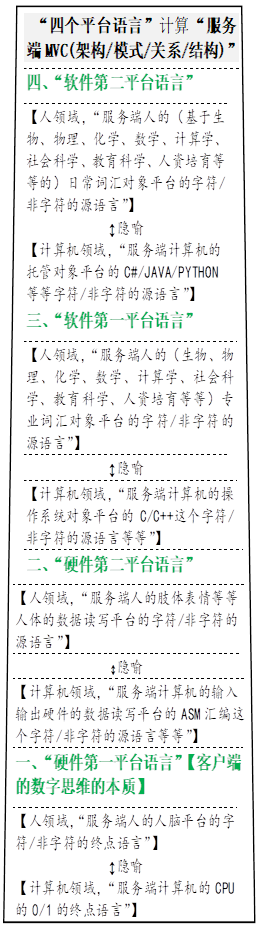 “四个平台语言”计算“服务
端MVC(架构/模式/关系/结构)”
四、“软件第二平台语言”
【人领域，“服务端人的（基于生
物、物理、化学、数学、计算学、
社会科学、教育科学、人资培育等
等的）日常词汇对象平台的字符/
非字符的源语言”】
↕隐喻
【计算机领域，“服务端计算机的
托管对象平台的C#/JAVA/PYTHON
等等字符/非字符的源语言”】
三、“软件第一平台语言”
【人领域，“服务端人的（生物、物
理、化学、数学、计算学、社会科
学、教育科学、人资培育等等）专
业词汇对象平台的字符/非字符的
源语言”】
↕隐喻
【计算机领域，“服务端计算机的操
作系统对象平台的C/C++这个字符/
非字符的源语言等等”】
二、“硬件第二平台语言”
【人领域，“服务端人的肢体表情等等
人体的数据读写平台的字符/非字符的
源语言”】
↕隐喻
【计算机领域，“服务端计算机的输入
输出硬件的数据读写平台的ASM汇编这
个字符/非字符的源语言等等”】
一、“硬件第一平台语言”【客户端
的数字思维的本质】
【人领域，“服务端人的人脑平台的字
符/非字符的终点语言”】
↕隐喻
【计算机领域，“服务端计算机的CPU
的0/1的终点语言”】